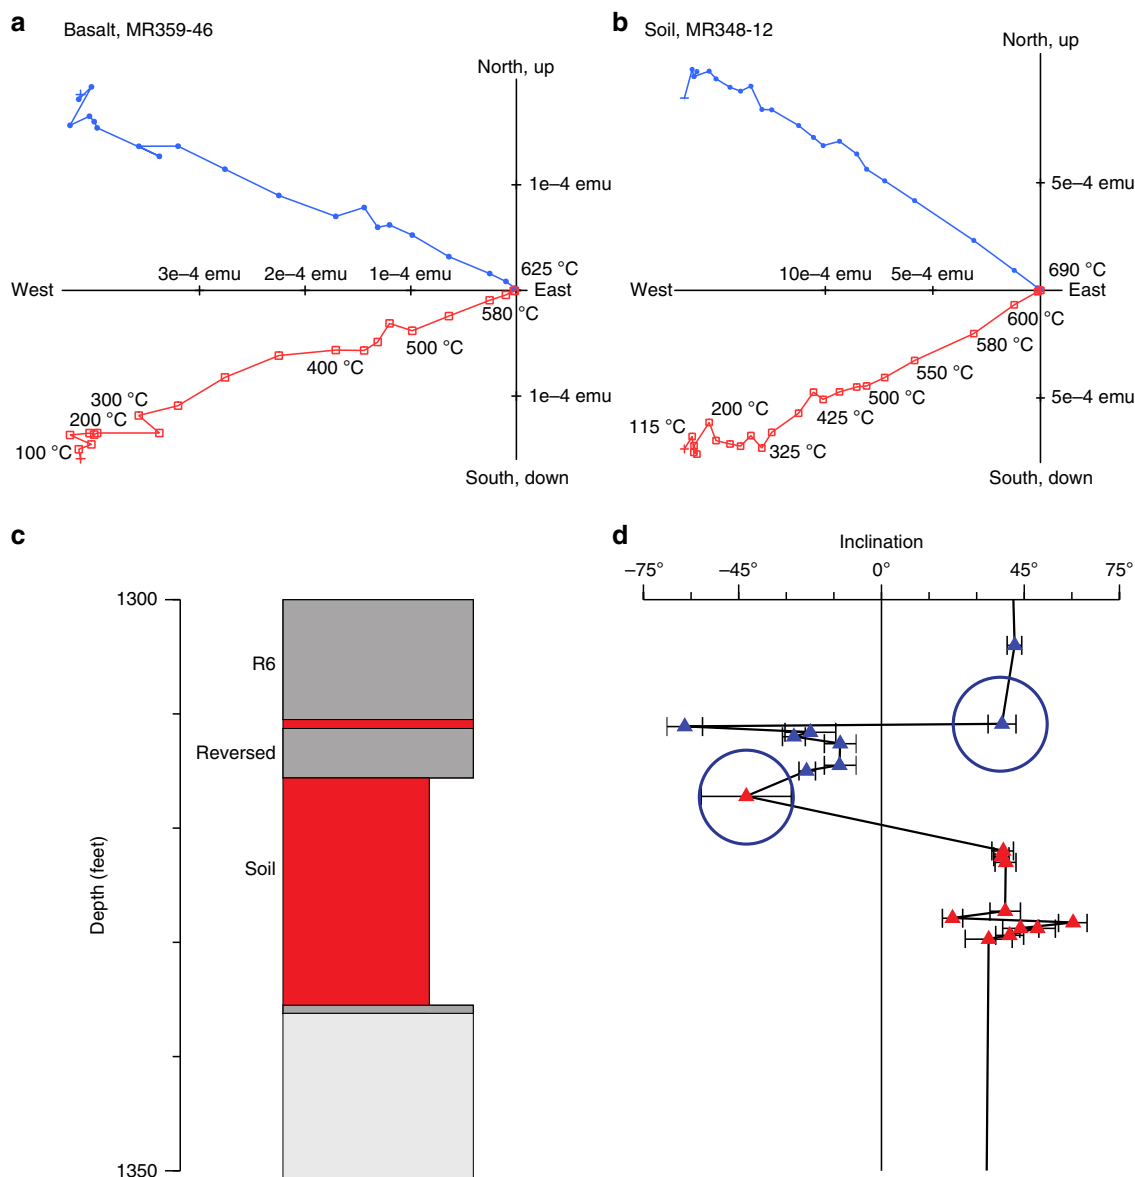 a
Basalt, MR359-46
North, up
1e–4 emu
3e–4 emu
2e–4 emu
1e–4 emu
625 °C
West
East
580 °C
500 °C
400 °C
300 °C
200 °C
100 °C
1e–4 emu
South, down
b
Soil, MR348-12
North, up
5e–4 emu
10e–4 emu
5e–4 emu
690 °C
West
East
600 °C
580 °C
550 °C
500 °C
425 °C
325 °C
200 °C
115 °C
5e–4 emu
South, down
c
1300
R6
Reversed
Soil
Depth (feet)
1350
d
Inclination
–75°
–45°
0°
45°
75°